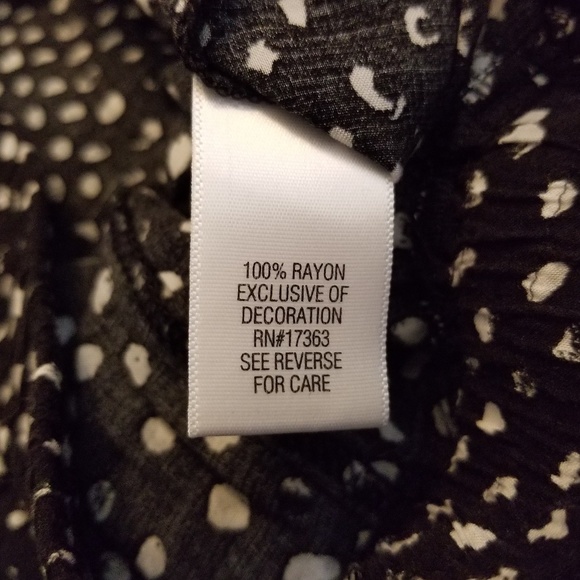 100% RAYON
EXCLUSIVE OF
DECORATION
RN#17363
SEE REVERSE
FOR CARE